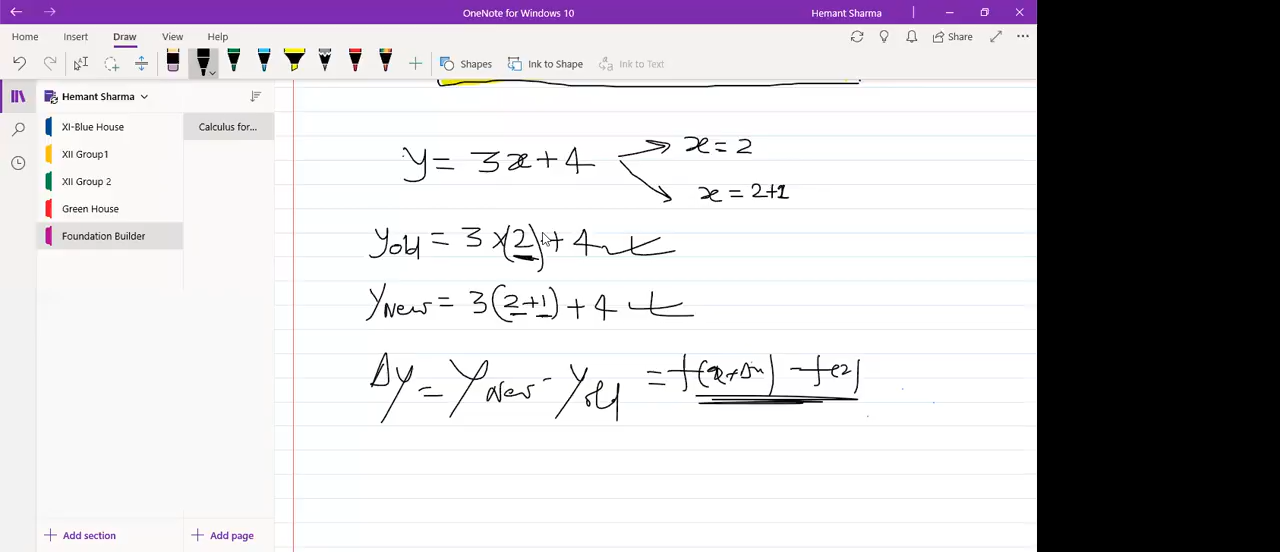 OneNote for Windows 10
Hemant Sharma
Home Insert Draw View Help
Share
Shapes
Ink to Shape
Ink to Text
Hemant Sharma
XI-Blue House
XII Group1
XII Group 2
Green House
Foundation Builder
Calculus for...
y = 3x + 4
x = 2
x = 2+1
yold = 3 × (2) + 4
yNew = 3(2+1) + 4
Δy = yNew - yold = f(x+Δx) - f(2)
Add section
Add page